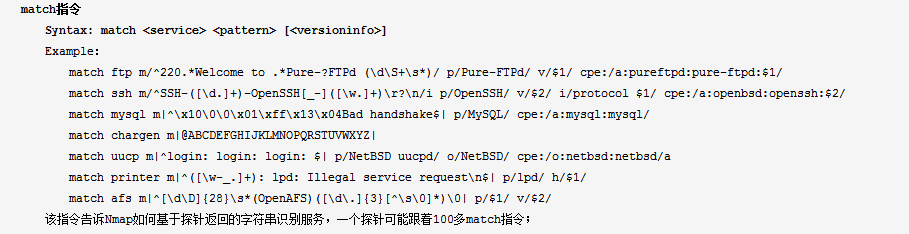 match指令
Syntax: match <service> <pattern> [<versioninfo>]
Example:
match ftp m/^220.*Welcome to .*Pure-?FTPd (\d\S+\s*)/ p/Pure-FTPd/ v/$1/ cpe:/a:pureftpd:pure-ftpd:$1/
match ssh m/^SSH-([\d.]+)-OpenSSH[_-]([\w.]+)\r?\n/i p/OpenSSH/ v/$2/ i/protocol $1/ cpe:/a:openbsd:openssh:$2/
match mysql m|^\x10\0\0\x01\xff\x13\x04Bad handshake$| p/MySQL/ cpe:/a:mysql:mysql/
match chargen m|@ABCDEFGHIJKLMNOPQRSTUVWXYZ|
match uucp m|^login: login: login: $| p/NetBSD uucpd/ o/NetBSD/ cpe:/o:netbsd:netbsd/a
match printer m|^([\w-_.]+): lpd: Illegal service request\n$| p/lpd/ h/$1/
match afs m|^[\d\D]{28}\s*(OpenAFS)([\d\.]{3}[^\s\0]*)\0| p/$1/ v/$2/
该指令告诉Nmap如何基于探针返回的字符串识别服务，一个探针可能跟着100多match指令；